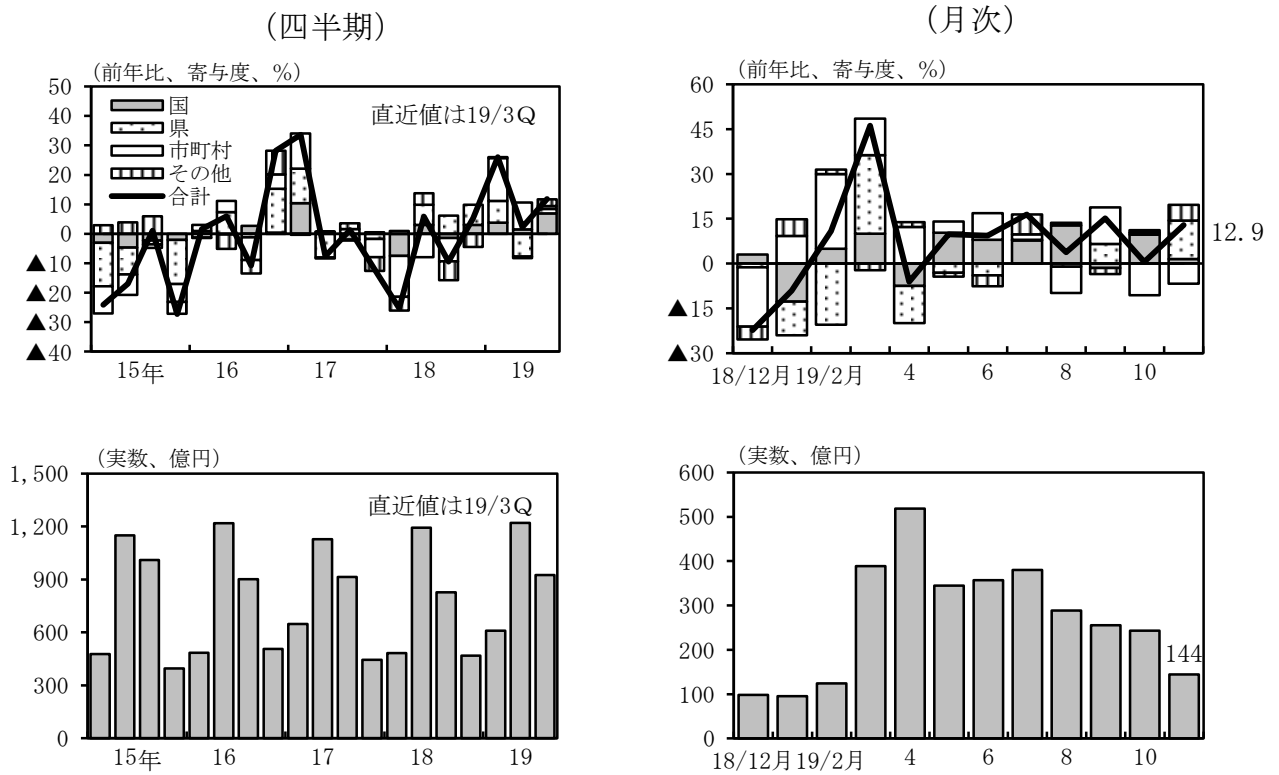 (四半期)
(前年比、寄与度、%)
50
40
30
20
10
0
▲10
▲20
▲30
▲40
国
県
市町村
その他
合計
直近値は19/3Q
15年 16 17 18 19
(月次)
(前年比、寄与度、%)
60
45
30
15
0
▲15
▲30
12.9
18/12月 19/2月 4 6 8 10
(実数、億円)
1,500
1,200
900
600
300
0
直近値は19/3Q
15年 16 17 18 19
(実数、億円)
600
500
400
300
200
100
0
144
18/12月 19/2月 4 6 8 10